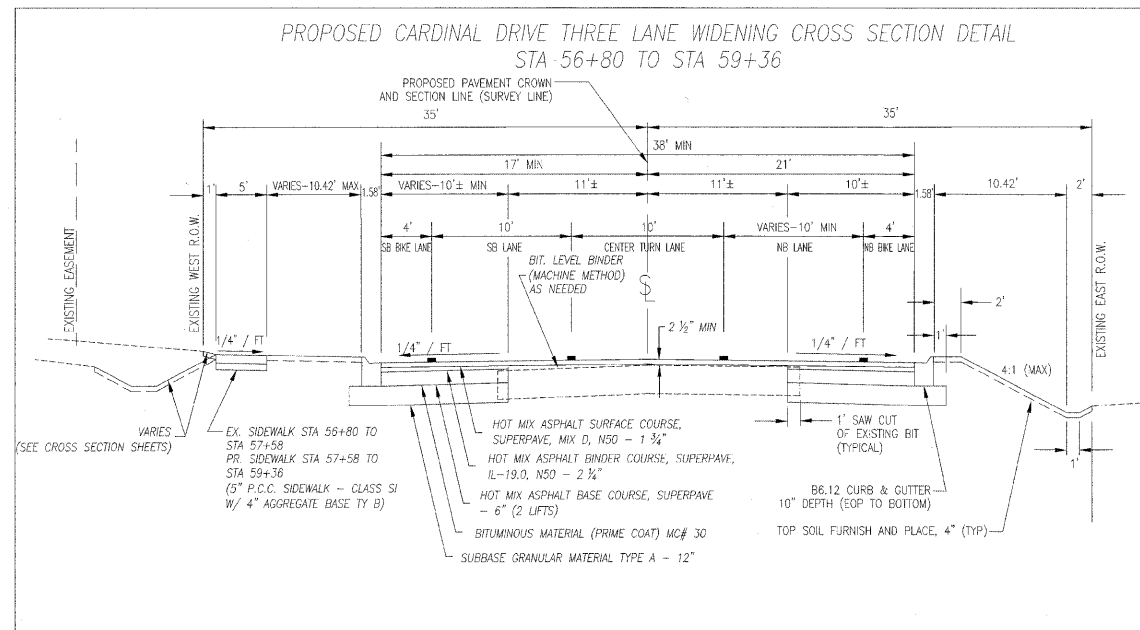 PROPOSED CARDINAL DRIVE THREE LANE WIDENING CROSS SECTION DETAIL
STA 56+80 TO STA 59+36
PROPOSED PAVEMENT CROWN
AND SECTION LINE (SURVEY LINE)
35'
35'
38' MIN
17' MIN
21'
1'
5'
VARIES-10.42' MAX
1.58'
VARIES-10'± MIN
11'±
11'±
10'±
1.58'
10.42'
2'
4'
10'
10'
VARIES-10' MIN
4'
SB BIKE LANE
SB LANE
CENTER TURN LANE
NB LANE
NB BIKE LANE
EXISTING EASEMENT
EXISTING WEST R.O.W.
BIT. LEVEL BINDER
(MACHINE METHOD)
AS NEEDED
2'
1'
EXISTING EAST R.O.W.
2 ½" MIN
1/4" / FT
1/4" / FT
1/4" / FT
4:1 (MAX)
VARIES
(SEE CROSS SECTION SHEETS)
EX. SIDEWALK STA 56+80 TO
STA 57+58
PR. SIDEWALK STA 57+58 TO
STA 59+36
(5" P.C.C. SIDEWALK - CLASS SI
W/ 4" AGGREGATE BASE TY B)
HOT MIX ASPHALT SURFACE COURSE,
SUPERPAVE, MIX D, N50 - 1 ¾"
HOT MIX ASPHALT BINDER COURSE, SUPERPAVE,
IL-19.0, N50 - 2 ¼"
HOT MIX ASPHALT BASE COURSE, SUPERPAVE
- 6" (2 LIFTS)
BITUMINOUS MATERIAL (PRIME COAT) MC# 30
SUBBASE GRANULAR MATERIAL TYPE A - 12"
1' SAW CUT
OF EXISTING BIT
(TYPICAL)
1'
B6.12 CURB & GUTTER
10" DEPTH (EOP TO BOTTOM)
TOP SOIL FURNISH AND PLACE, 4" (TYP)